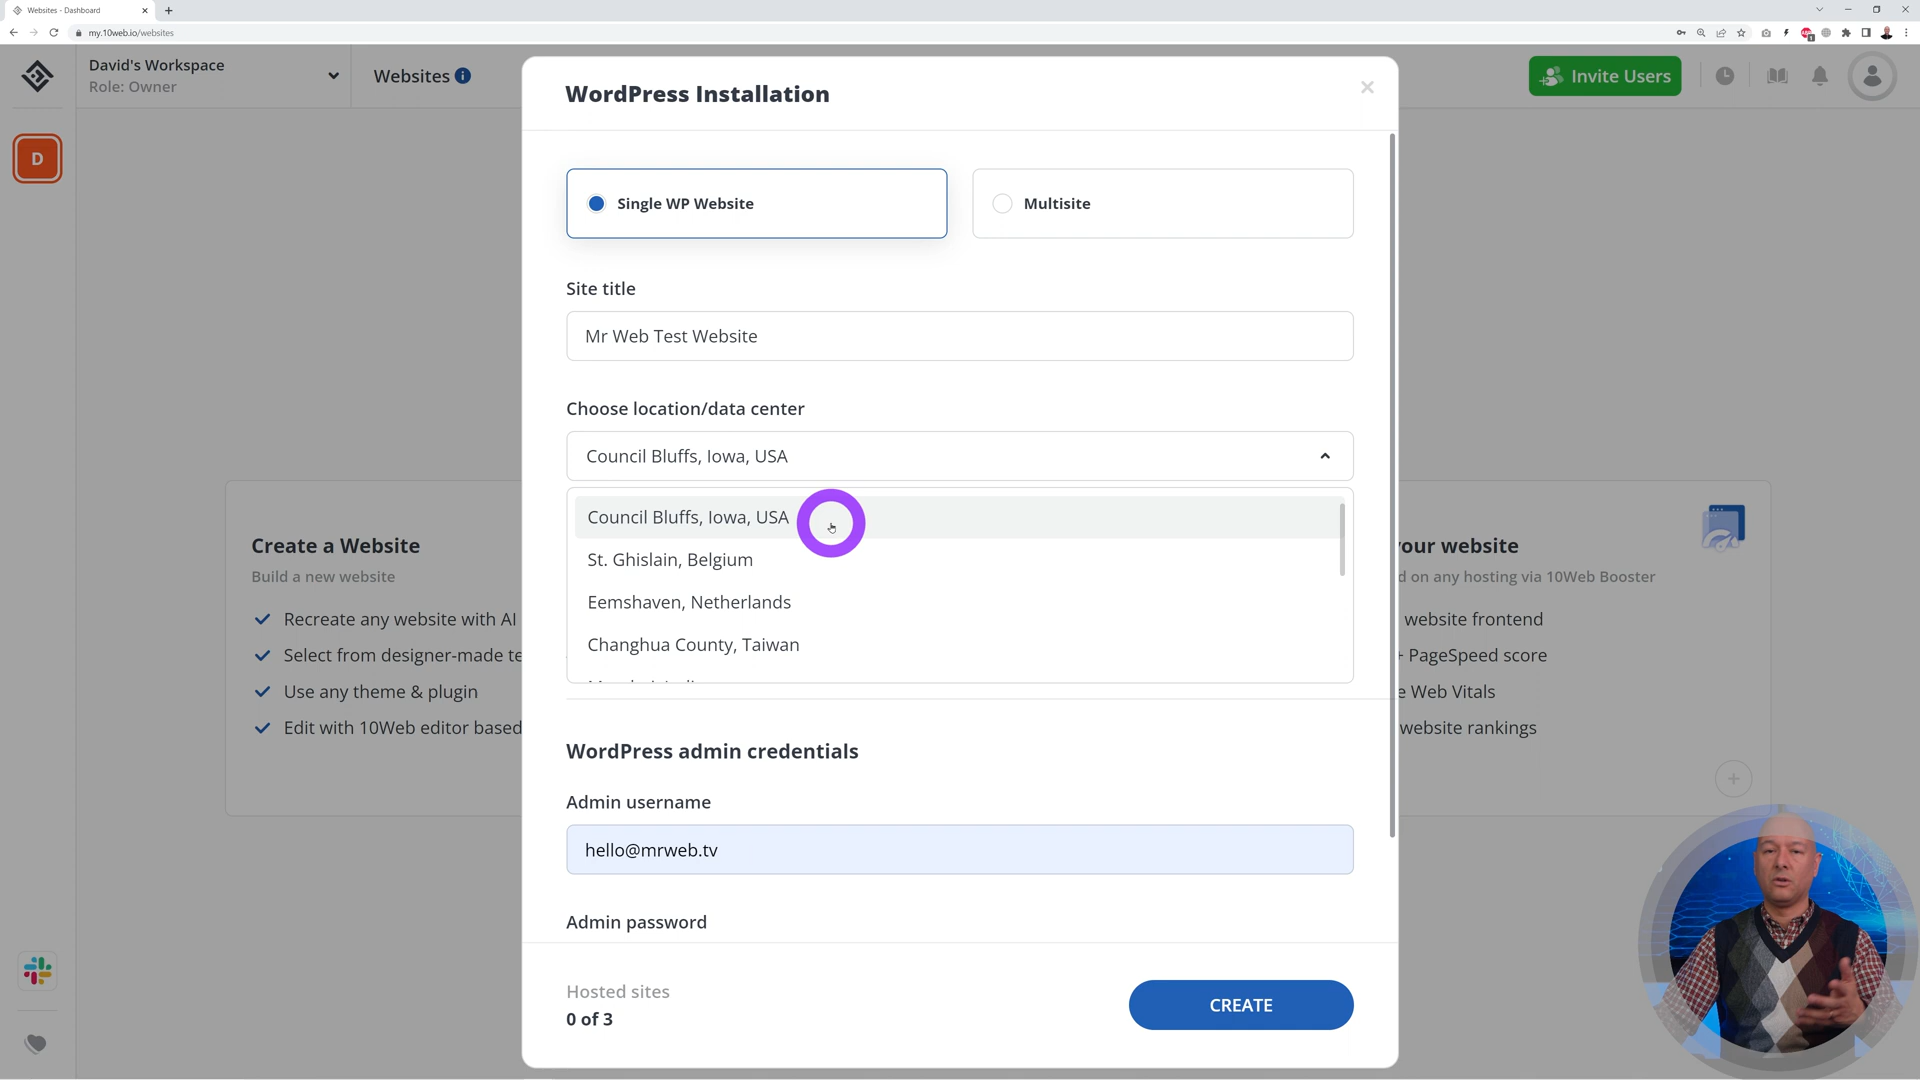 Websites - Dashboard
my.10web.io/websites
David's Workspace
Role: Owner
Websites
Invite Users
D
WordPress Installation
Single WP Website
Multisite
Site title
Mr Web Test Website
Choose location/data center
Council Bluffs, Iowa, USA
Council Bluffs, Iowa, USA
St. Ghislain, Belgium
Eemshaven, Netherlands
Changhua County, Taiwan
Create a Website
Build a new website
Recreate any website with AI
Select from designer-made te
Use any theme & plugin
Edit with 10Web editor based
our website
d on any hosting via 10Web Booster
website frontend
+ PageSpeed score
e Web Vitals
website rankings
WordPress admin credentials
Admin username
hello@mrweb.tv
Admin password
Hosted sites
0 of 3
CREATE